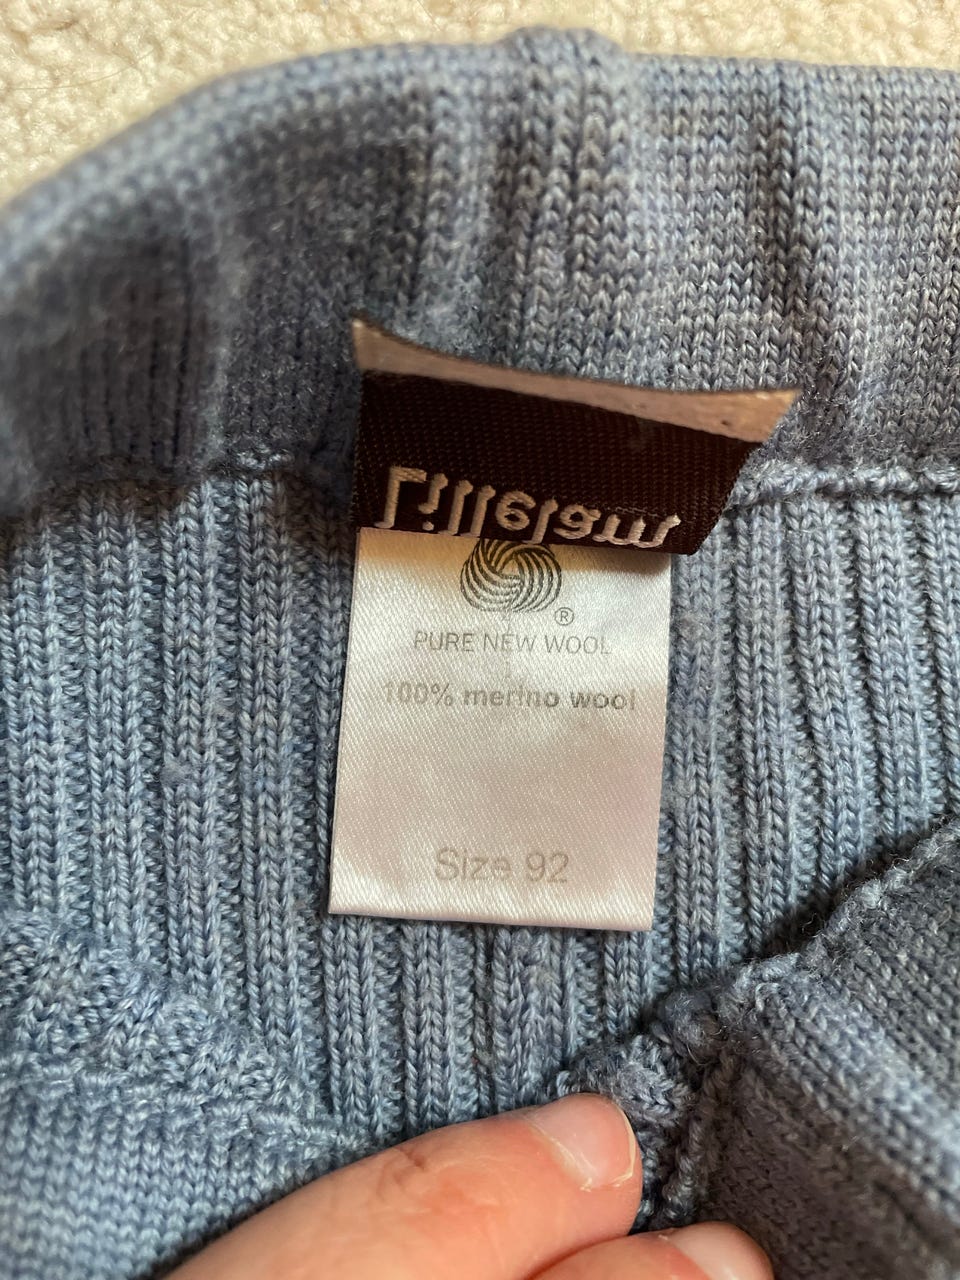 Lillelam
®
PURE NEW WOOL
100% merino wool
Size 92